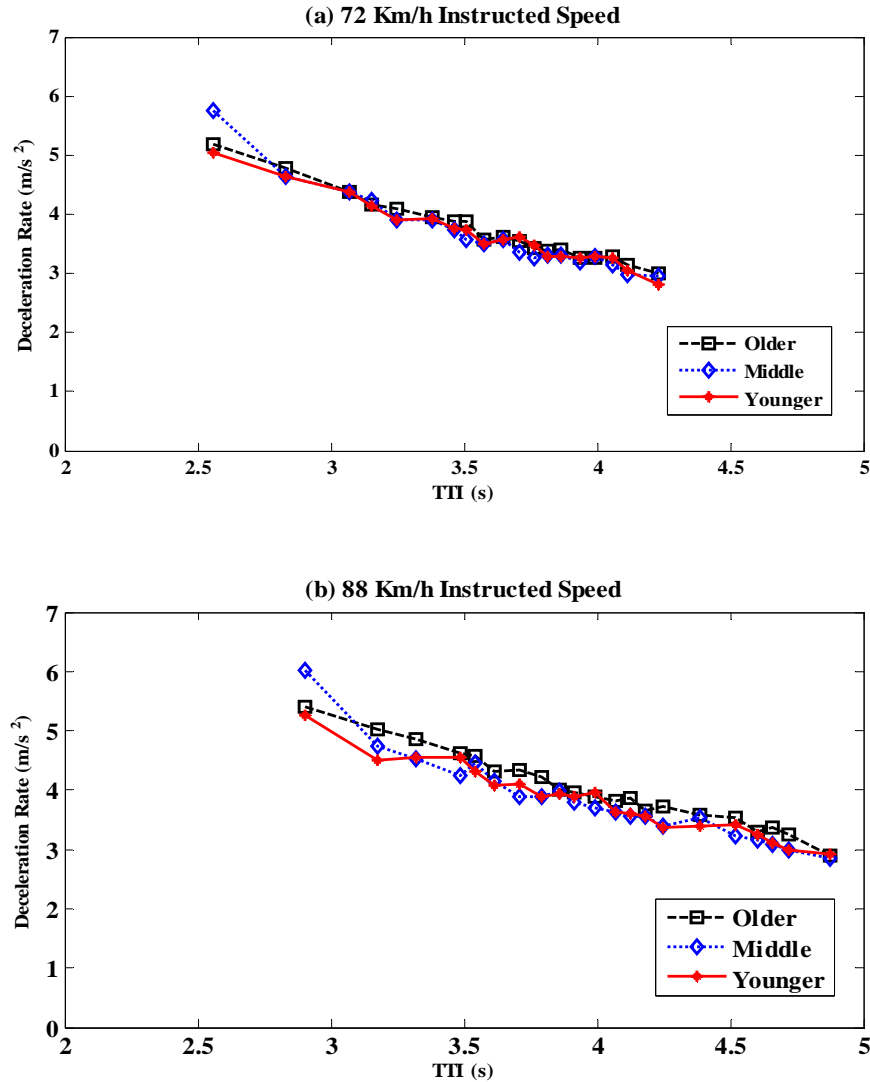 (a) 72 Km/h Instructed Speed
7
6
5
4
3
2
1
0
Deceleration Rate (m/s 2)
Older
Middle
Younger
2
2.5
3
3.5
4
4.5
5
TTI (s)
(b) 88 Km/h Instructed Speed
7
6
5
4
3
2
1
0
Deceleration Rate (m/s 2)
Older
Middle
Younger
2
2.5
3
3.5
4
4.5
5
TTI (s)